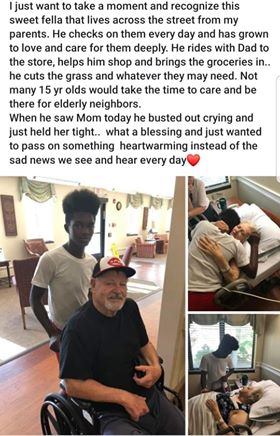 I just want to take a moment and recognize this
sweet fella that lives across the street from my
parents. He checks on them every day and has grown
to love and care for them deeply. He rides with Dad to
the store, helps him shop and brings the groceries in..
he cuts the grass and whatever they may need. Not
many 15 yr olds would take the time to care and be
there for elderly neighbors.
When he saw Mom today he busted out crying and
just held her tight.. what a blessing and just wanted
to pass on something heartwarming instead of the
sad news we see and hear every day❤️